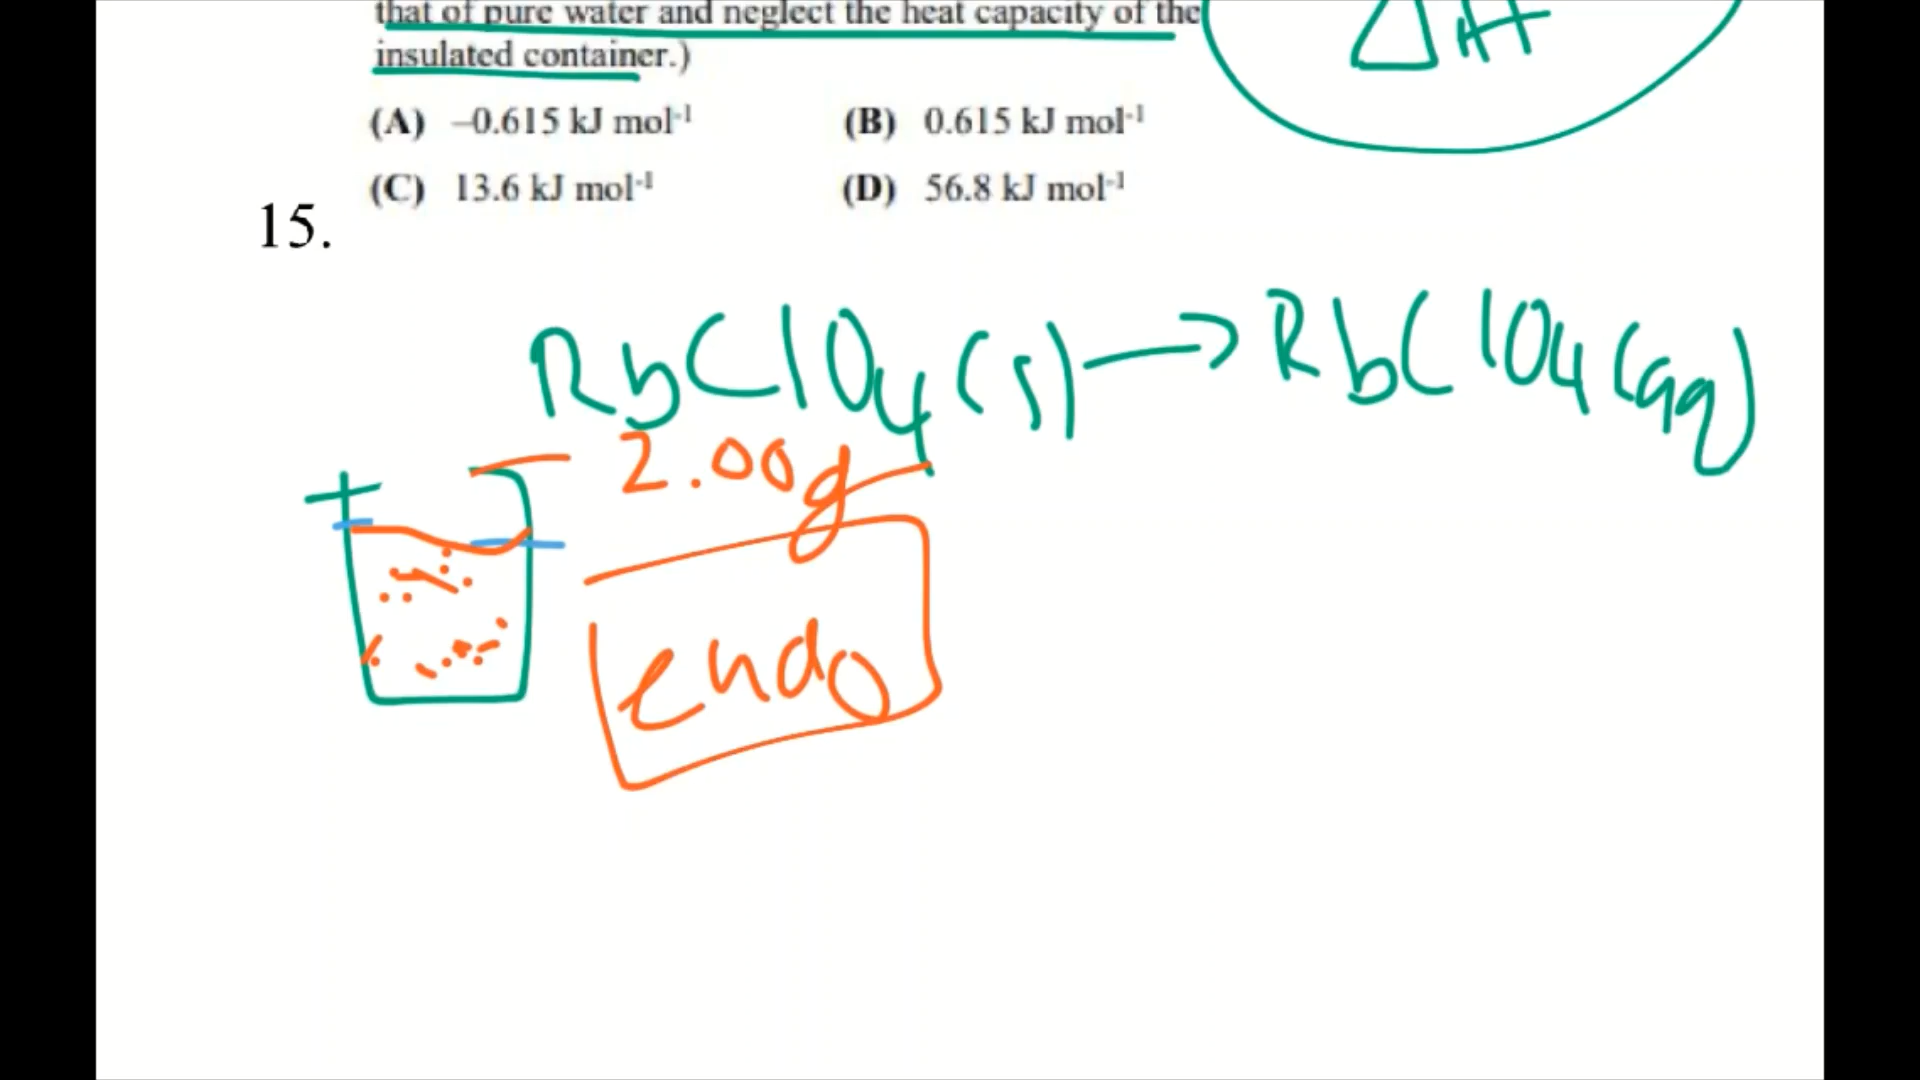 that of pure water and neglect the heat capacity of the
insulated container.)
ΔH
(A) –0.615 kJ mol⁻¹ (B) 0.615 kJ mol⁻¹
(C) 13.6 kJ mol⁻¹ (D) 56.8 kJ mol⁻¹
15.
RbClO₄(s) → RbClO₄(aq)
2.00g
endo